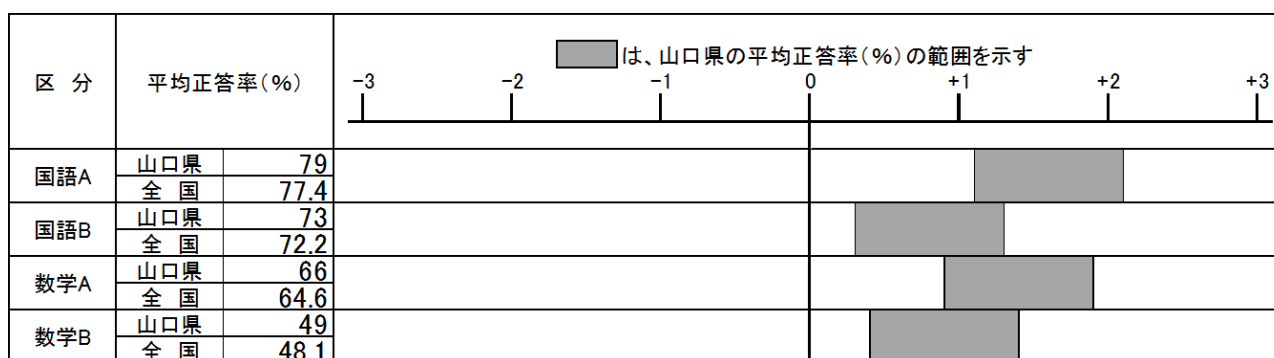 は、山口県の平均正答率(%)の範囲を示す
区 分 平均正答率(%)
-3 -2 -1 0 +1 +2 +3
国語A 山口県 79
全 国 77.4
国語B 山口県 73
全 国 72.2
数学A 山口県 66
全 国 64.6
数学B 山口県 49
全 国 48.1